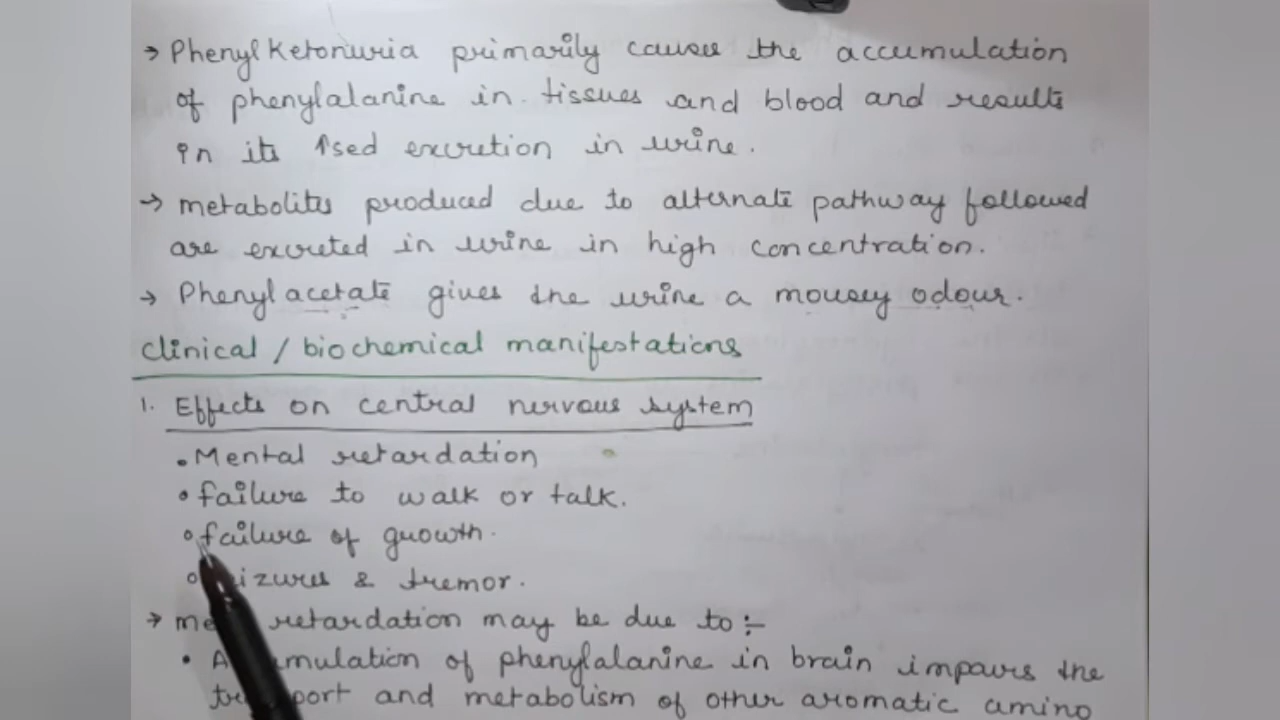 → Phenylketonuria primarily causes the accumulation
of phenylalanine in tissues and blood and results
in its ↑sed excretion in urine.
→ metabolites produced due to alternate pathway followed
are excreted in urine in high concentration.
→ Phenylacetate gives the urine a mousey odour.
clinical / biochemical manifestations
1. Effects on central nervous system
• Mental retardation
• failure to walk or talk.
• failure of growth.
• eizures & tremor.
→ me retardation may be due to :-
• A mulation of phenylalanine in brain impairs the
port and metabolism of other aromatic amino